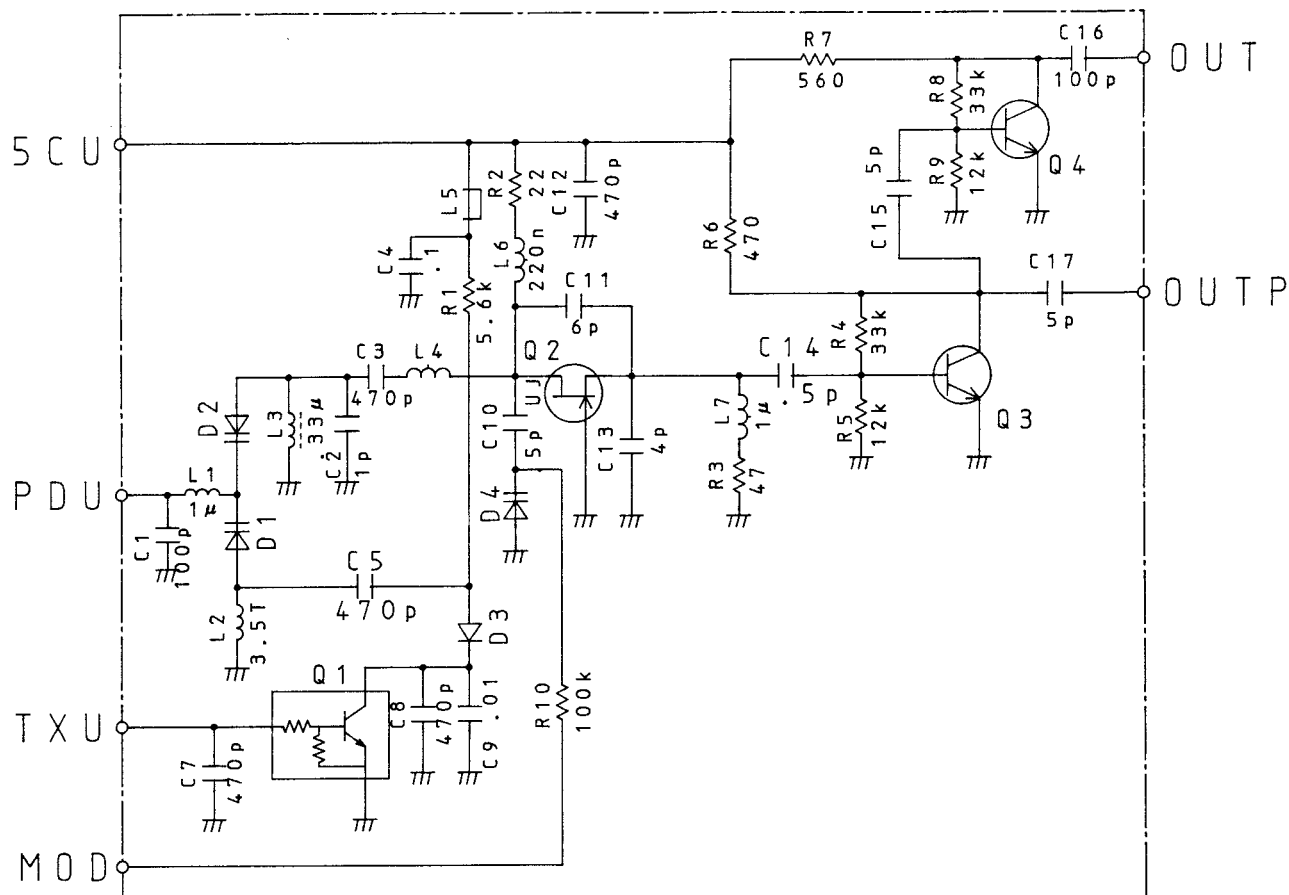 R7
560
C16
100p
OUT
R8
33k
5CU
5p
R9
12k
Q4
C15
L5
R2
22
C12
470p
R6
470
C4
.1
L6
220n
R1
5.6k
C11
6p
C17
5p
OUTP
R4
33k
C3
470p
L4
Q2
UJ
C14
.5p
Q3
D2
L3
33μ
C2
1p
C10
5p
C13
4p
L7
1μ
R3
47
R5
12k
PDU
L1
1μ
C1
100p
D1
D4
C5
470p
L2
3.5T
D3
Q1
C8
470p
C9
.01
R10
100k
TXU
C7
470p
MOD